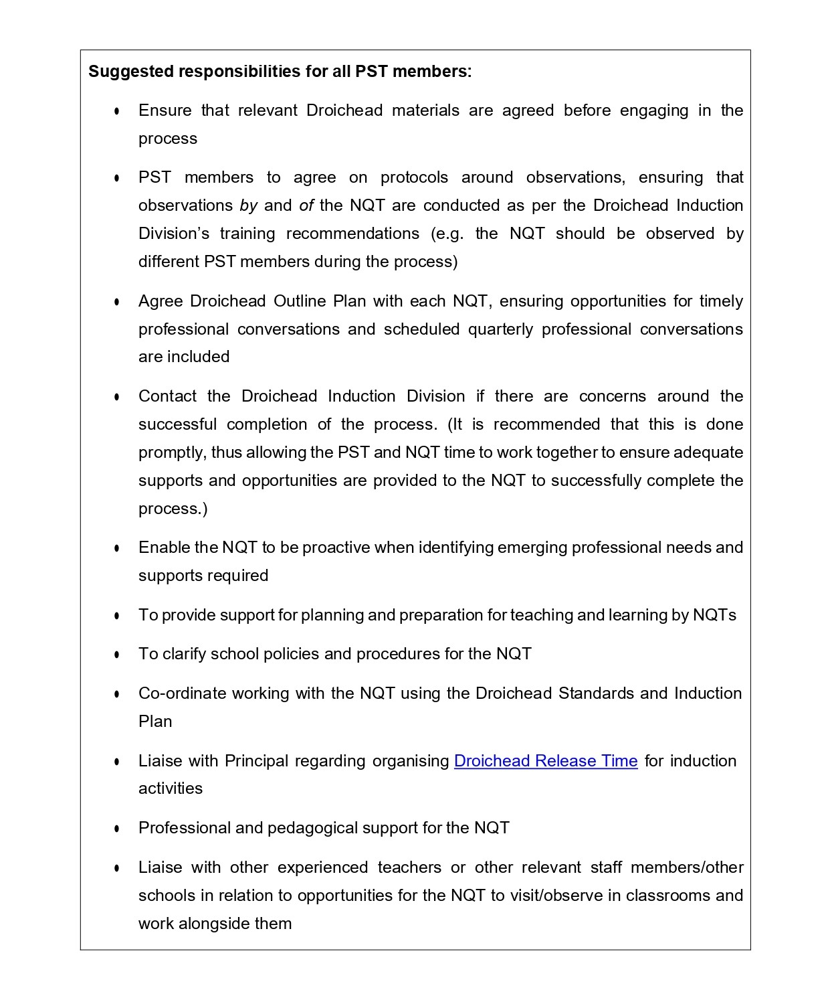 Suggested responsibilities for all PST members:
• Ensure that relevant Droichead materials are agreed before engaging in the
process
• PST members to agree on protocols around observations, ensuring that
observations by and of the NQT are conducted as per the Droichead Induction
Division’s training recommendations (e.g. the NQT should be observed by
different PST members during the process)
• Agree Droichead Outline Plan with each NQT, ensuring opportunities for timely
professional conversations and scheduled quarterly professional conversations
are included
• Contact the Droichead Induction Division if there are concerns around the
successful completion of the process. (It is recommended that this is done
promptly, thus allowing the PST and NQT time to work together to ensure adequate
supports and opportunities are provided to the NQT to successfully complete the
process.)
• Enable the NQT to be proactive when identifying emerging professional needs and
supports required
• To provide support for planning and preparation for teaching and learning by NQTs
• To clarify school policies and procedures for the NQT
• Co-ordinate working with the NQT using the Droichead Standards and Induction
Plan
• Liaise with Principal regarding organising Droichead Release Time for induction
activities
• Professional and pedagogical support for the NQT
• Liaise with other experienced teachers or other relevant staff members/other
schools in relation to opportunities for the NQT to visit/observe in classrooms and
work alongside them